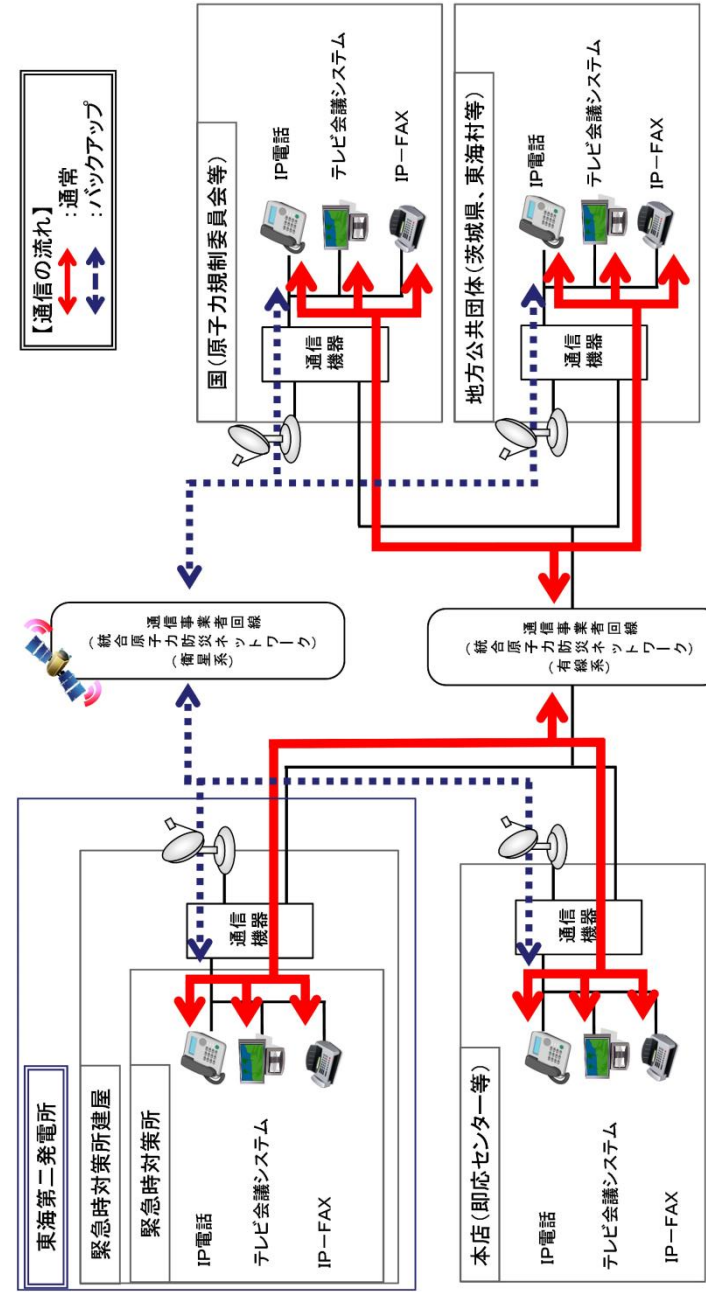 【通信の流れ】
:通常
:バックアップ
東海第二発電所
緊急時対策所建屋
緊急時対策所
IP電話
テレビ会議システム
IP-FAX
通信
機器
本店(即応センター等)
IP電話
テレビ会議システム
IP-FAX
通信
機器
通信事業者回線
(統合原子力防災ネットワーク)
(衛星系)
通信事業者回線
(統合原子力防災ネットワーク)
(有線系)
国(原子力規制委員会等)
通信
機器
IP電話
テレビ会議システム
IP-FAX
地方公共団体(茨城県、東海村等)
通信
機器
IP電話
テレビ会議システム
IP-FAX